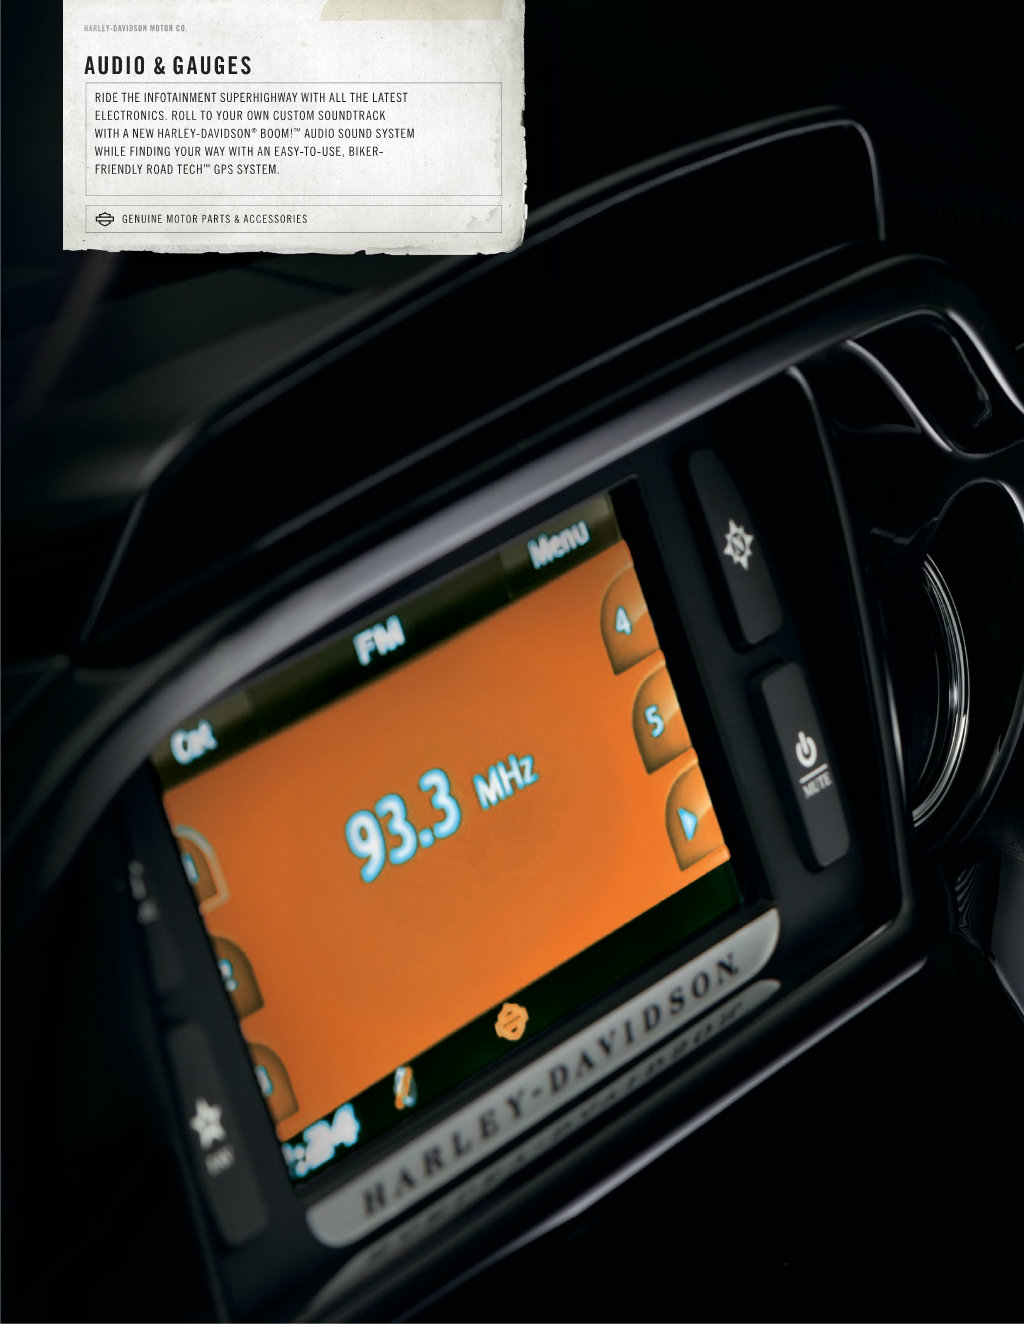 HARLEY-DAVIDSON MOTOR CO.
AUDIO & GAUGES
RIDE THE INFOTAINMENT SUPERHIGHWAY WITH ALL THE LATEST
ELECTRONICS. ROLL TO YOUR OWN CUSTOM SOUNDTRACK
WITH A NEW HARLEY-DAVIDSON® BOOM!™ AUDIO SOUND SYSTEM
WHILE FINDING YOUR WAY WITH AN EASY-TO-USE, BIKER-
FRIENDLY ROAD TECH™ GPS SYSTEM.
GENUINE MOTOR PARTS & ACCESSORIES
Menu
FM
N
4
5
93.3 MHz
MUTE
1
2
HARLEY-DAVIDSON